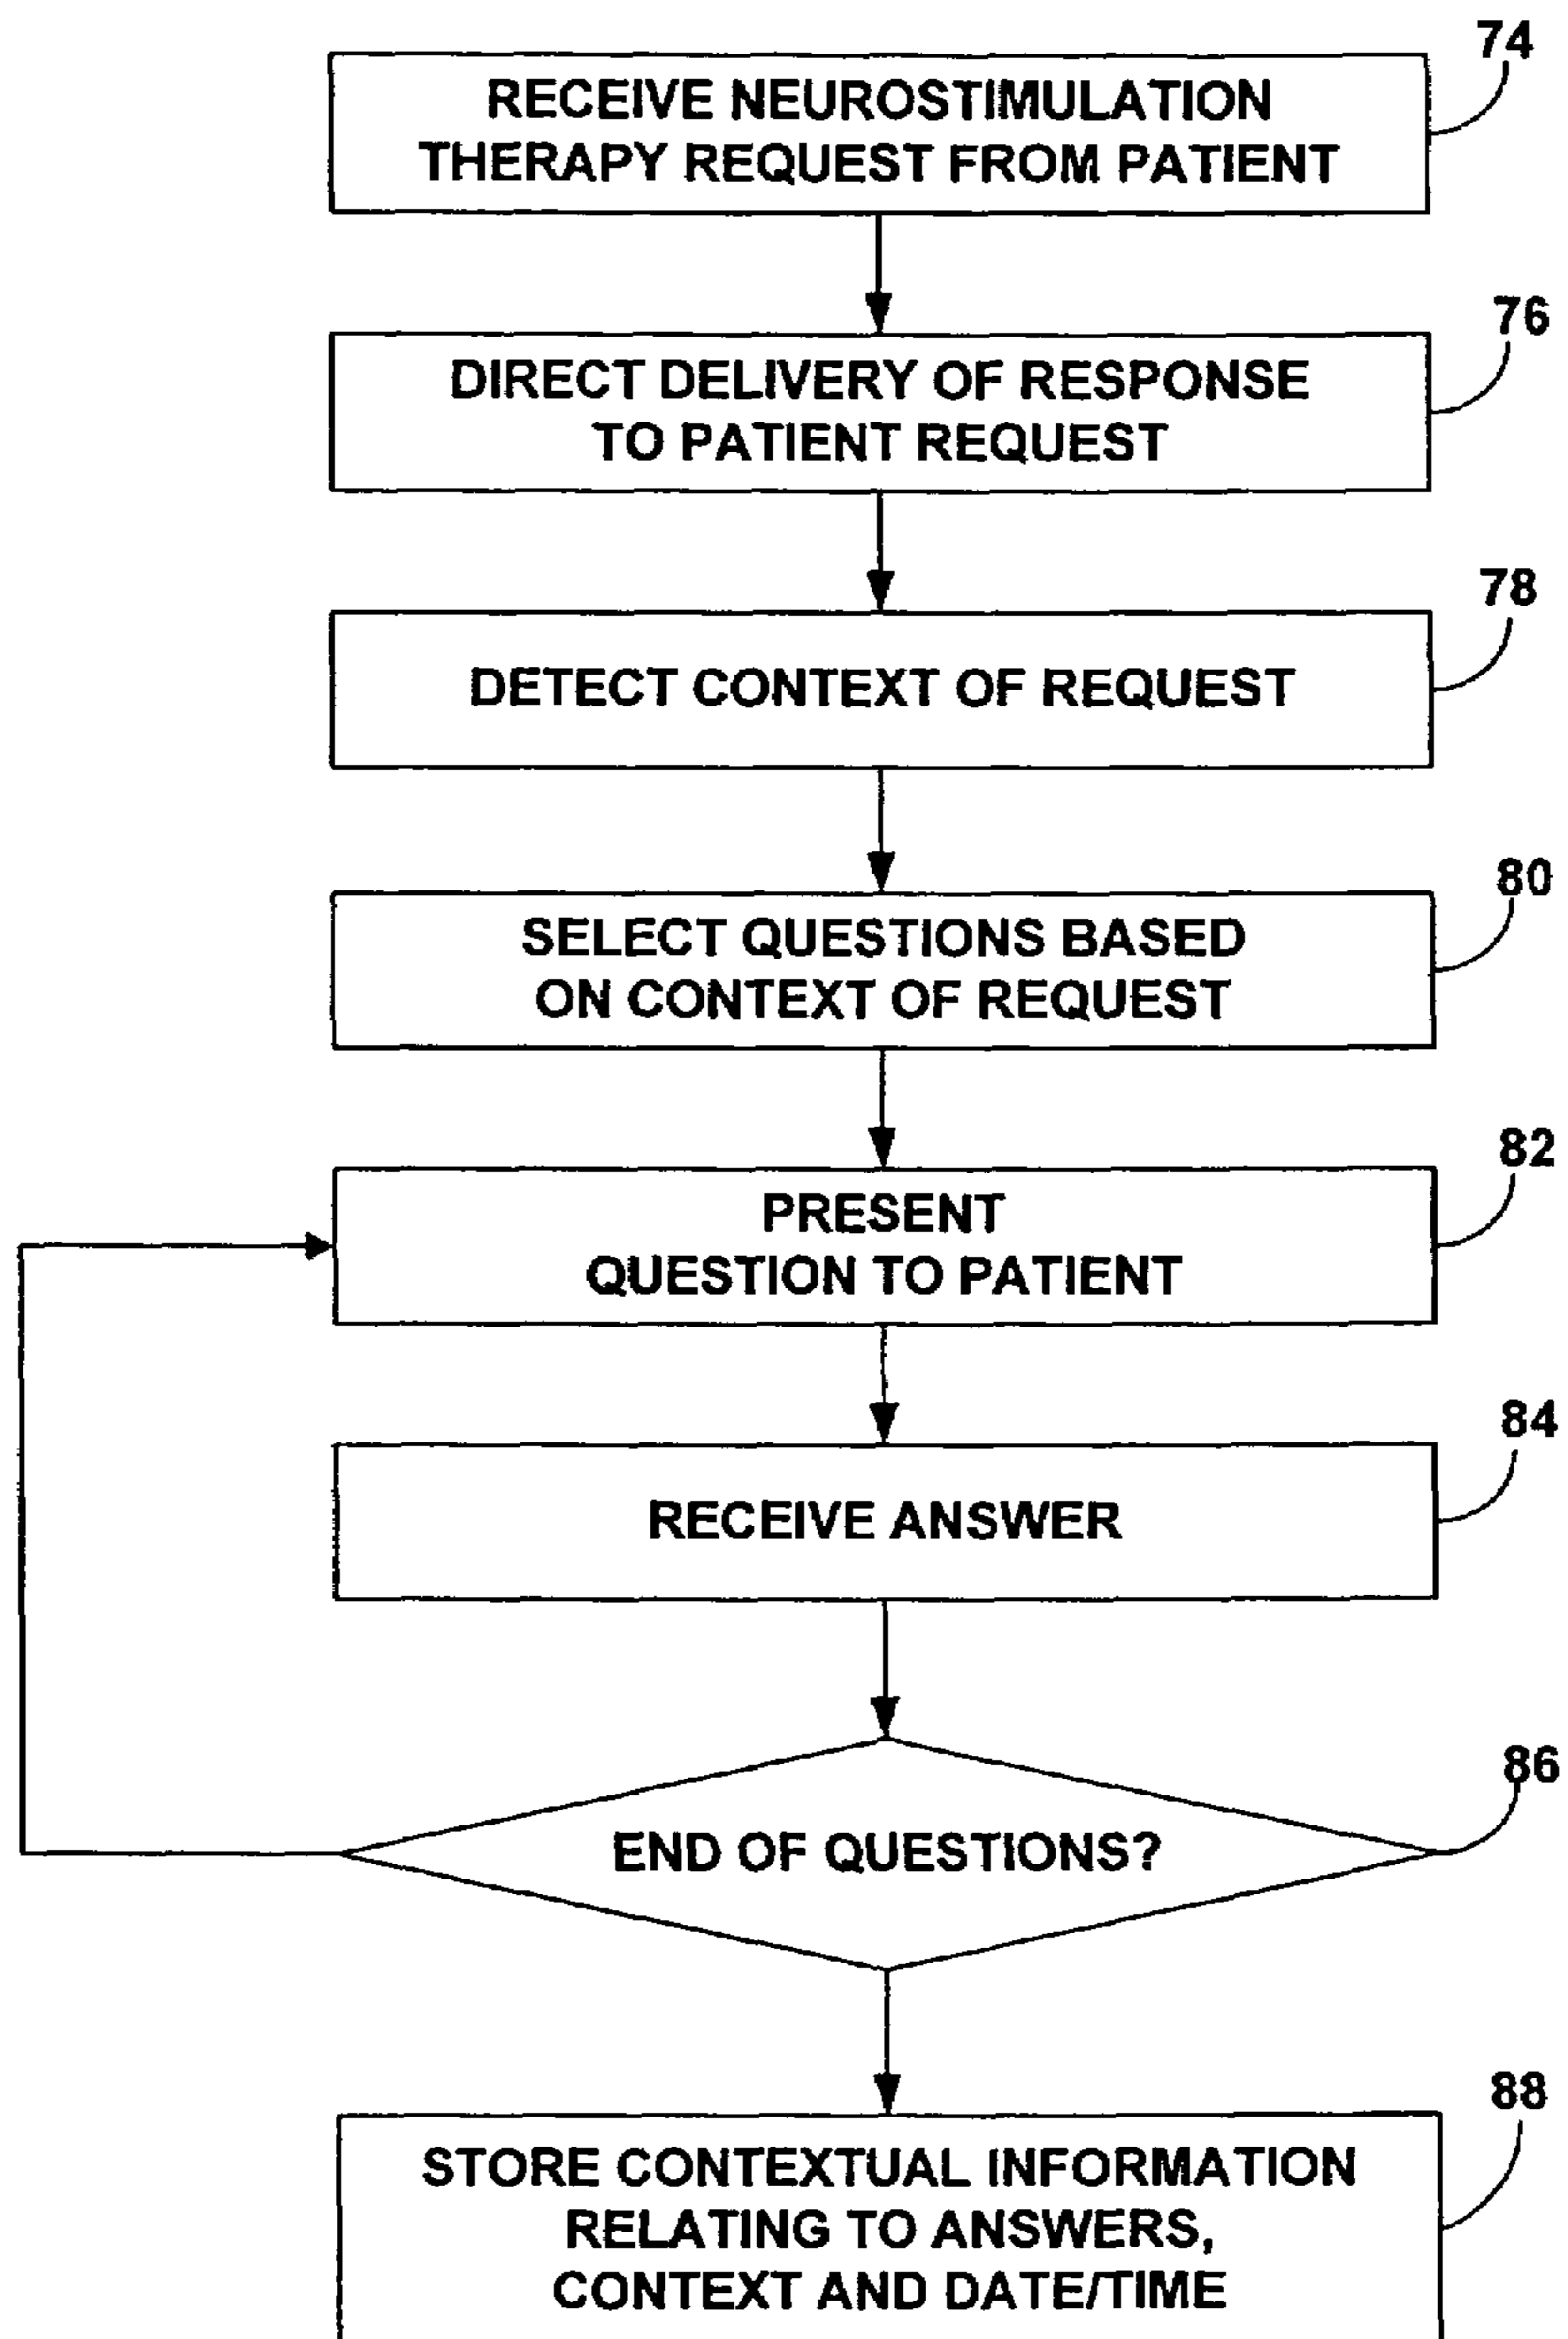 74
RECEIVE NEUROSTIMULATION
THERAPY REQUEST FROM PATIENT
76
DIRECT DELIVERY OF RESPONSE
TO PATIENT REQUEST
78
DETECT CONTEXT OF REQUEST
80
SELECT QUESTIONS BASED
ON CONTEXT OF REQUEST
82
PRESENT
QUESTION TO PATIENT
84
RECEIVE ANSWER
86
END OF QUESTIONS?
88
STORE CONTEXTUAL INFORMATION
RELATING TO ANSWERS,
CONTEXT AND DATE/TIME